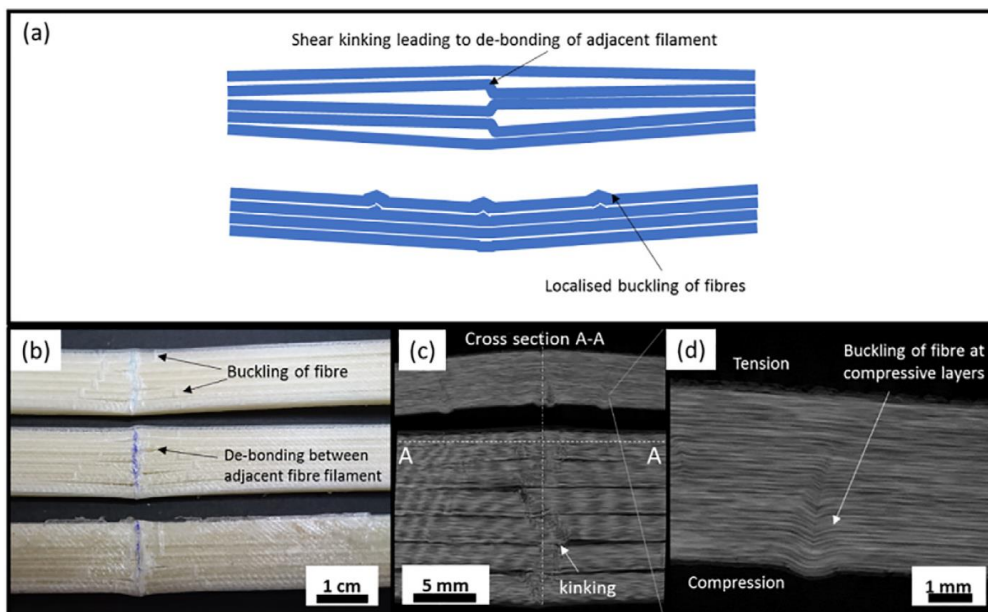 (a)
Shear kinking leading to de-bonding of adjacent filament
Localised buckling of fibres
(b)
Buckling of fibre
De-bonding between
adjacent fibre filament
1 cm
(c)
Cross section A-A
A
A
kinking
5 mm
(d)
Tension
Buckling of fibre at
compressive layers
Compression
1 mm